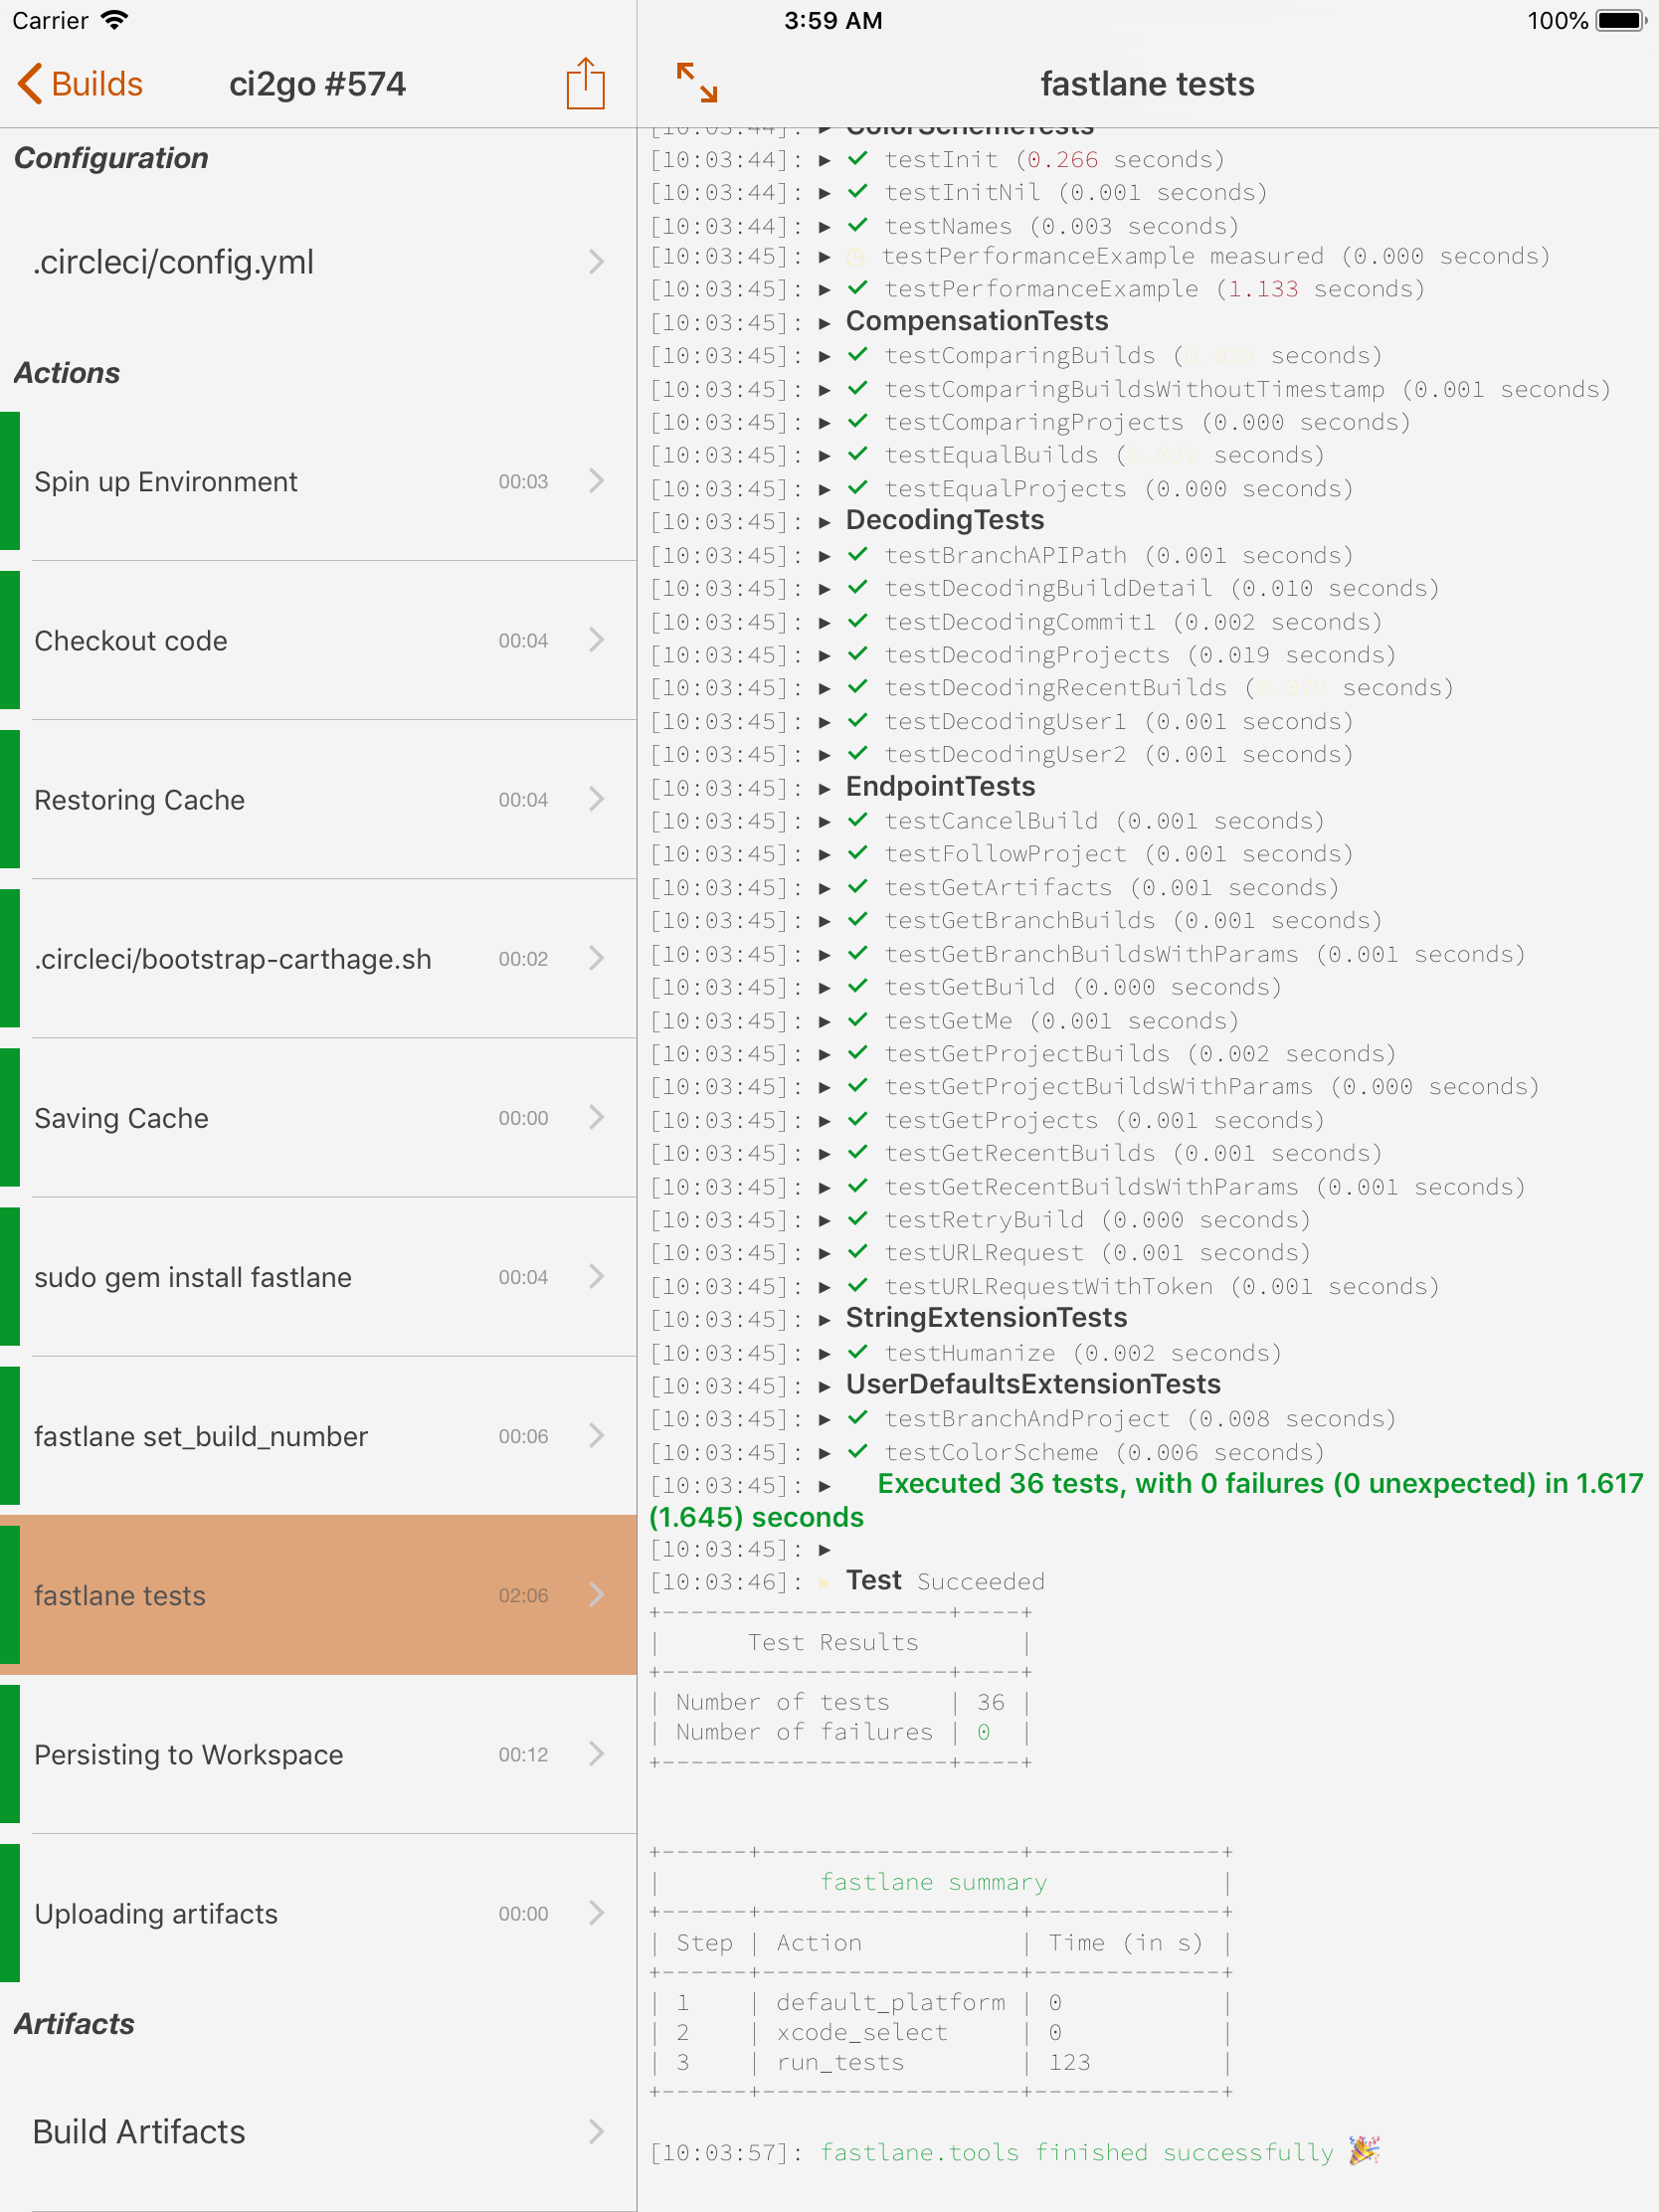 Carrier
3:59 AM
100%
Builds
ci2go #574
fastlane tests
Configuration
.circleci/config.yml
Actions
Spin up Environment 00:03
Checkout code 00:04
Restoring Cache 00:04
.circleci/bootstrap-carthage.sh 00:02
Saving Cache 00:00
sudo gem install fastlane 00:04
fastlane set_build_number 00:06
fastlane tests 02:06
Persisting to Workspace 00:12
Uploading artifacts 00:00
Artifacts
Build Artifacts
[10:03:44]: ▸ ColorSchemeTests
[10:03:44]: ▸ ✓ testInit (0.266 seconds)
[10:03:44]: ▸ ✓ testInitNil (0.001 seconds)
[10:03:44]: ▸ ✓ testNames (0.003 seconds)
[10:03:45]: ▸ ◷ testPerformanceExample measured (0.000 seconds)
[10:03:45]: ▸ ✓ testPerformanceExample (1.133 seconds)
[10:03:45]: ▸ CompensationTests
[10:03:45]: ▸ ✓ testComparingBuilds (0.039 seconds)
[10:03:45]: ▸ ✓ testComparingBuildsWithoutTimestamp (0.001 seconds)
[10:03:45]: ▸ ✓ testComparingProjects (0.000 seconds)
[10:03:45]: ▸ ✓ testEqualBuilds ( seconds)
[10:03:45]: ▸ ✓ testEqualProjects (0.000 seconds)
[10:03:45]: ▸ DecodingTests
[10:03:45]: ▸ ✓ testBranchAPIPath (0.001 seconds)
[10:03:45]: ▸ ✓ testDecodingBuildDetail (0.010 seconds)
[10:03:45]: ▸ ✓ testDecodingCommit1 (0.002 seconds)
[10:03:45]: ▸ ✓ testDecodingProjects (0.019 seconds)
[10:03:45]: ▸ ✓ testDecodingRecentBuilds (0.079 seconds)
[10:03:45]: ▸ ✓ testDecodingUser1 (0.001 seconds)
[10:03:45]: ▸ ✓ testDecodingUser2 (0.001 seconds)
[10:03:45]: ▸ EndpointTests
[10:03:45]: ▸ ✓ testCancelBuild (0.001 seconds)
[10:03:45]: ▸ ✓ testFollowProject (0.001 seconds)
[10:03:45]: ▸ ✓ testGetArtifacts (0.001 seconds)
[10:03:45]: ▸ ✓ testGetBranchBuilds (0.001 seconds)
[10:03:45]: ▸ ✓ testGetBranchBuildsWithParams (0.001 seconds)
[10:03:45]: ▸ ✓ testGetBuild (0.000 seconds)
[10:03:45]: ▸ ✓ testGetMe (0.001 seconds)
[10:03:45]: ▸ ✓ testGetProjectBuilds (0.002 seconds)
[10:03:45]: ▸ ✓ testGetProjectBuildsWithParams (0.000 seconds)
[10:03:45]: ▸ ✓ testGetProjects (0.001 seconds)
[10:03:45]: ▸ ✓ testGetRecentBuilds (0.001 seconds)
[10:03:45]: ▸ ✓ testGetRecentBuildsWithParams (0.001 seconds)
[10:03:45]: ▸ ✓ testRetryBuild (0.000 seconds)
[10:03:45]: ▸ ✓ testURLRequest (0.001 seconds)
[10:03:45]: ▸ ✓ testURLRequestWithToken (0.001 seconds)
[10:03:45]: ▸ StringExtensionTests
[10:03:45]: ▸ ✓ testHumanize (0.002 seconds)
[10:03:45]: ▸ UserDefaultsExtensionTests
[10:03:45]: ▸ ✓ testBranchAndProject (0.008 seconds)
[10:03:45]: ▸ ✓ testColorScheme (0.006 seconds)
[10:03:45]: ▸ Executed 36 tests, with 0 failures (0 unexpected) in 1.617
(1.645) seconds
[10:03:45]: ▸
[10:03:46]: ▸ Test Succeeded
+--------------------+----+
| Test Results |
+--------------------+----+
| Number of tests | 36 |
| Number of failures | 0 |
+--------------------+----+
+------+------------------+-------------+
| fastlane summary |
+------+------------------+-------------+
| Step | Action | Time (in s) |
+------+------------------+-------------+
| 1 | default_platform | 0 |
| 2 | xcode_select | 0 |
| 3 | run_tests | 123 |
+------+------------------+-------------+
[10:03:57]: fastlane.tools finished successfully 🎉